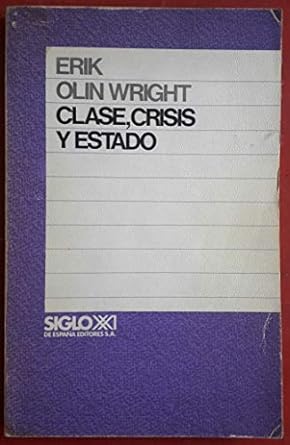 ERIK
OLIN WRIGHT
CLASE, CRISIS
Y ESTADO
SIGLO XXI
DE ESPAÑA EDITORES S.A.